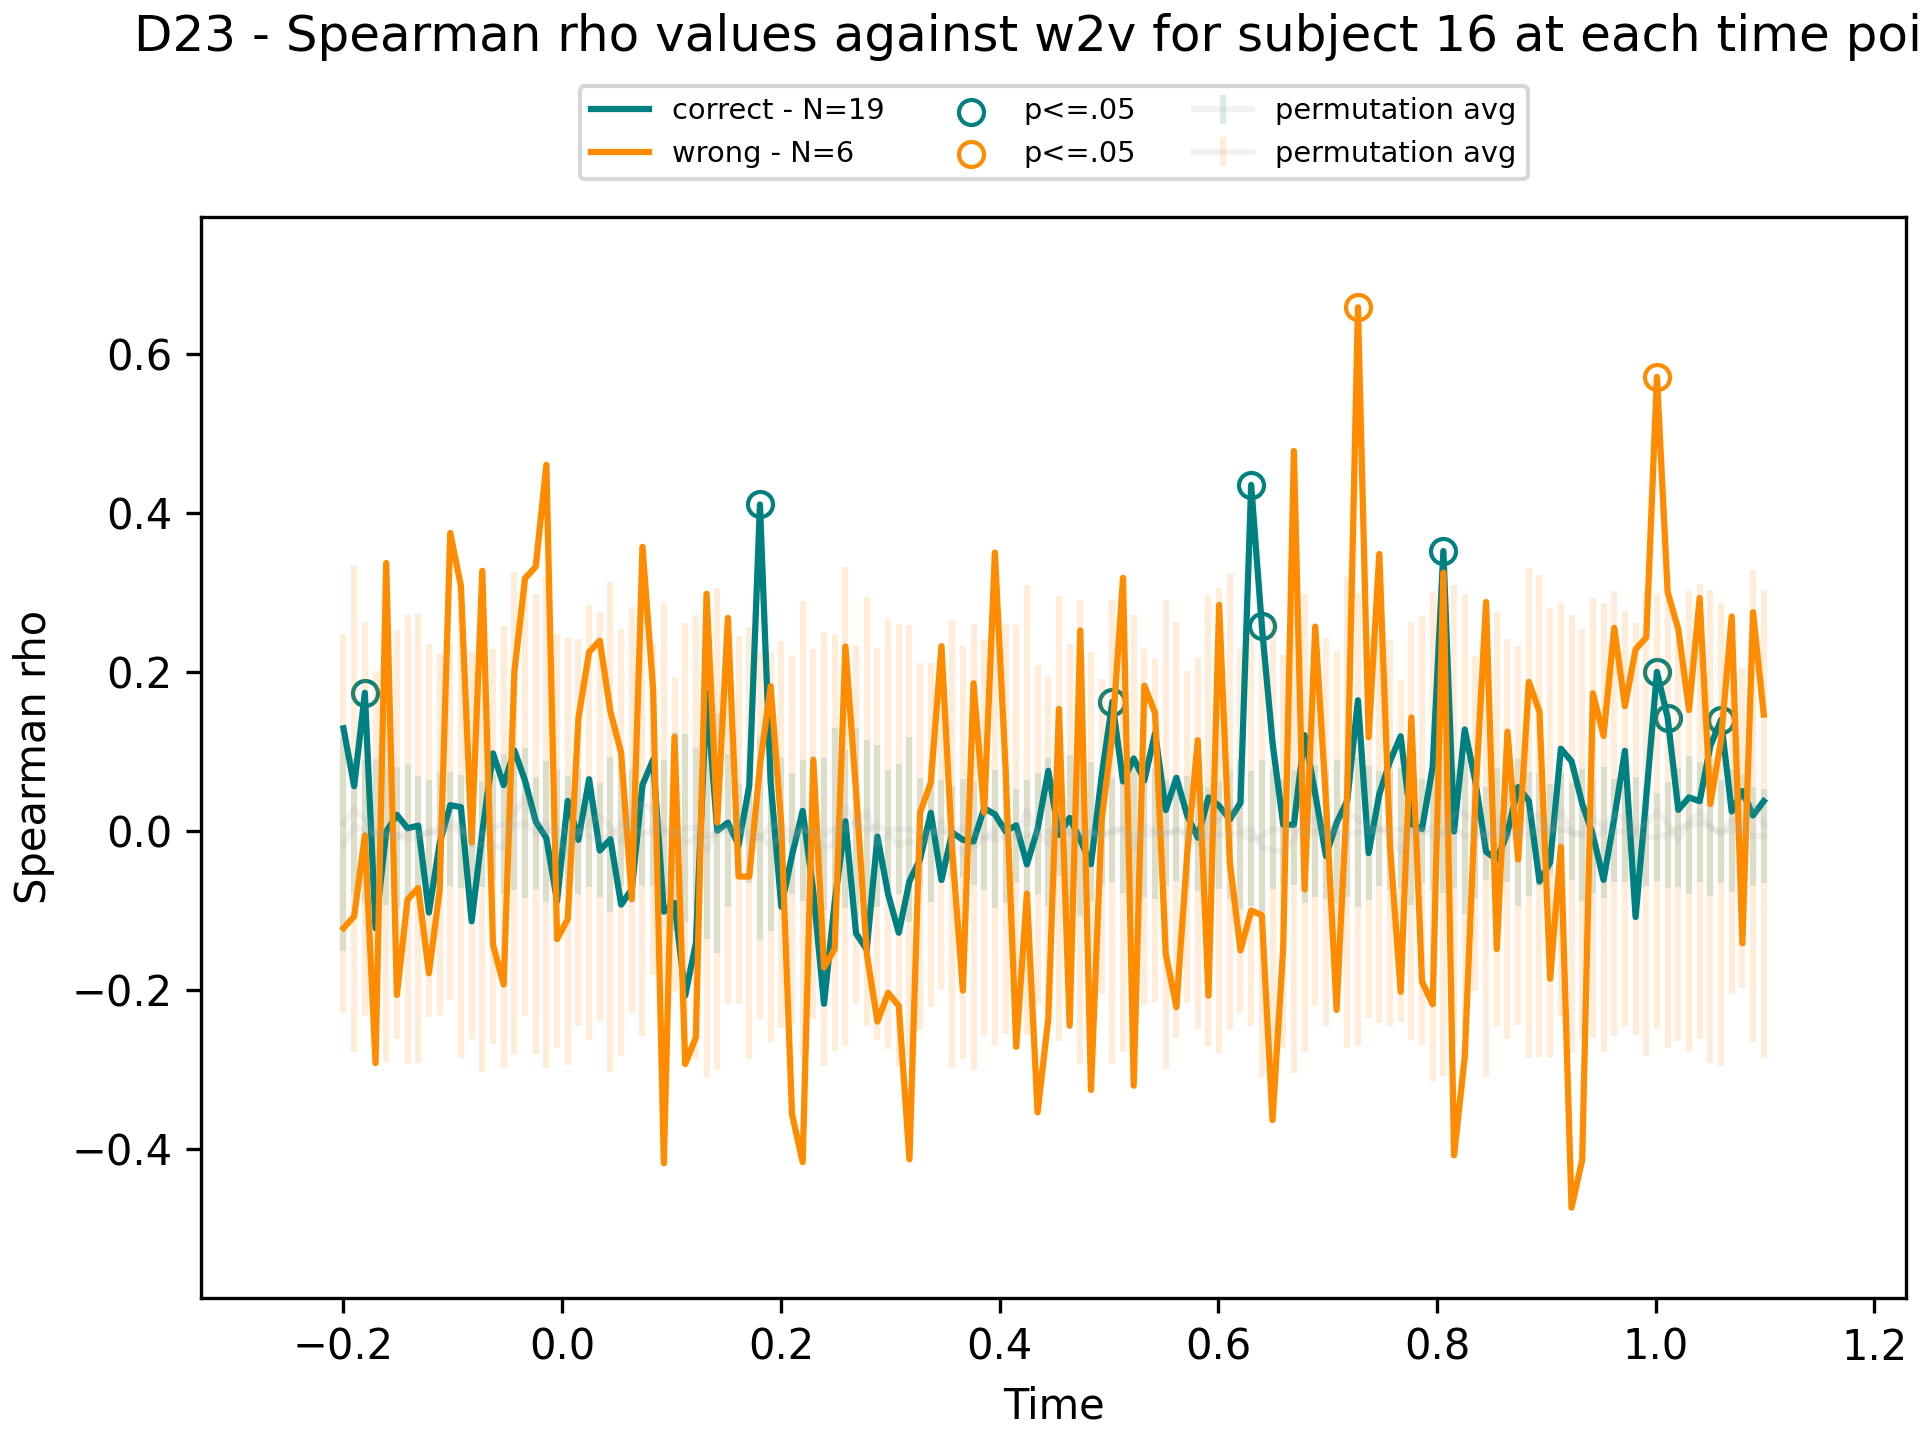 D23 - Spearman rho values against w2v for subject 16 at each time poi
correct - N=19
wrong - N=6
p<=.05
p<=.05
permutation avg
permutation avg
Spearman rho
0.6
0.4
0.2
0.0
−0.2
−0.4
−0.2
0.0
0.2
0.4
0.6
0.8
1.0
1.2
Time